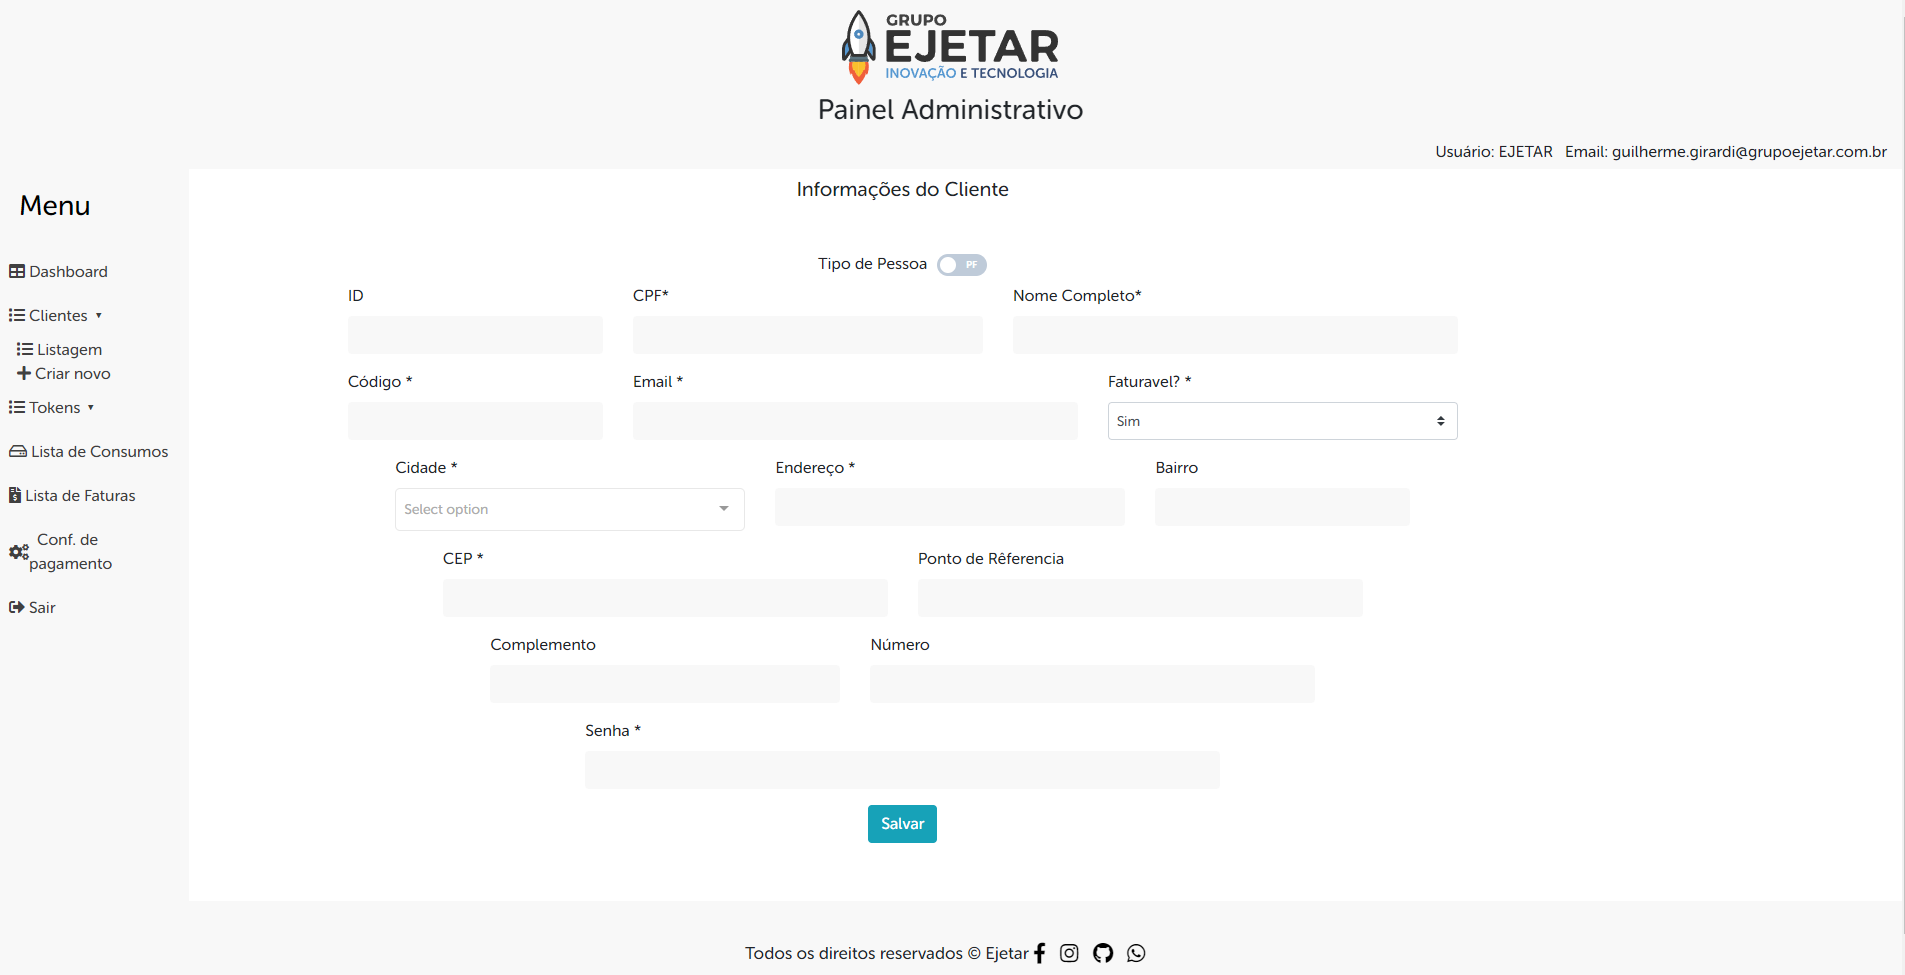 GRUPO
EJETAR
INOVAÇÃO E TECNOLOGIA
Painel Administrativo
Usuário: EJETAR Email: guilherme.girardi@grupoejetar.com.br
Menu
Dashboard
Clientes
Listagem
Criar novo
Tokens
Lista de Consumos
Lista de Faturas
Conf. de
pagamento
Sair
Informações do Cliente
Tipo de Pessoa PF
ID CPF* Nome Completo*
Código * Email * Faturavel? *
Sim
Cidade * Endereço * Bairro
Select option
CEP * Ponto de Rêferencia
Complemento Número
Senha *
Salvar
Todos os direitos reservados © Ejetar